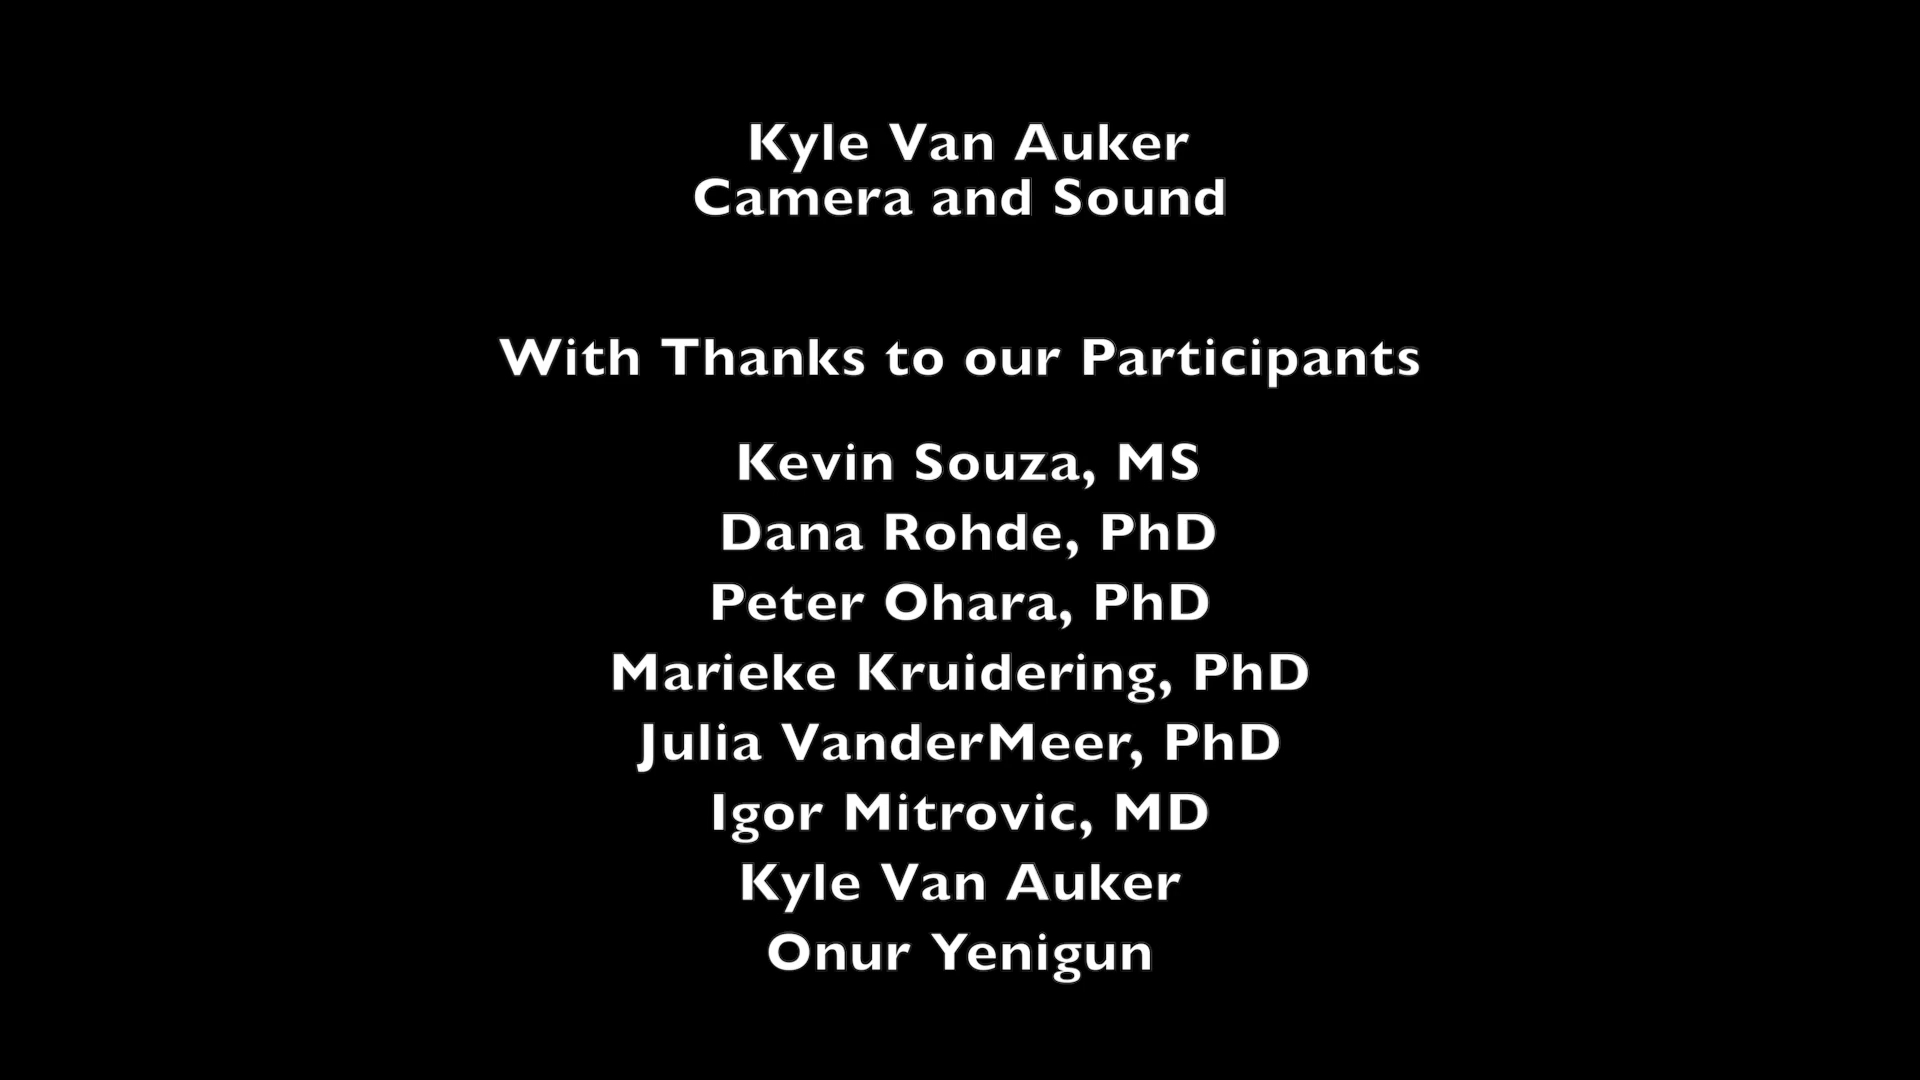 Kyle Van Auker
Camera and Sound
With Thanks to our Participants
Kevin Souza, MS
Dana Rohde, PhD
Peter Ohara, PhD
Marieke Kruidering, PhD
Julia VanderMeer, PhD
Igor Mitrovic, MD
Kyle Van Auker
Onur Yenigun